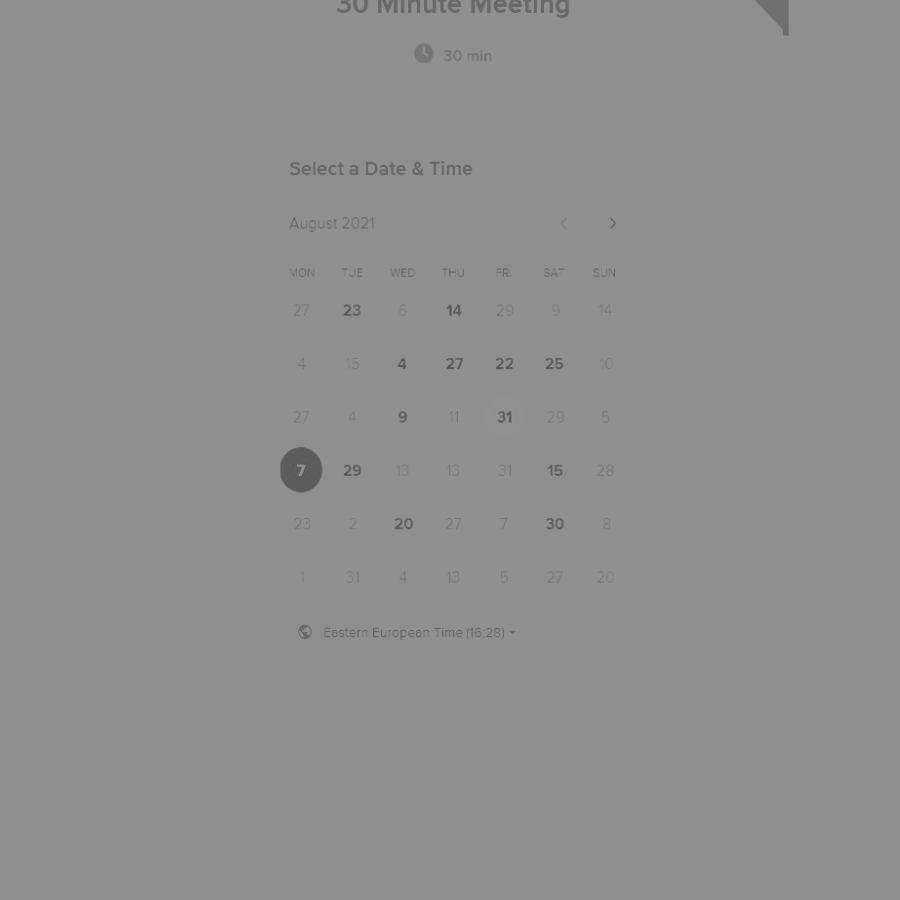 30 Minute Meeting
30 min
Select a Date & Time
August 2021
MON TUE WED THU FRI SAT SUN
27 23 6 14 29 9 14
4 15 4 27 22 25 10
27 4 9 11 31 29 5
7 29 13 13 31 15 28
23 2 20 27 7 30 8
1 31 4 13 5 27 20
Eastern European Time (16:28)